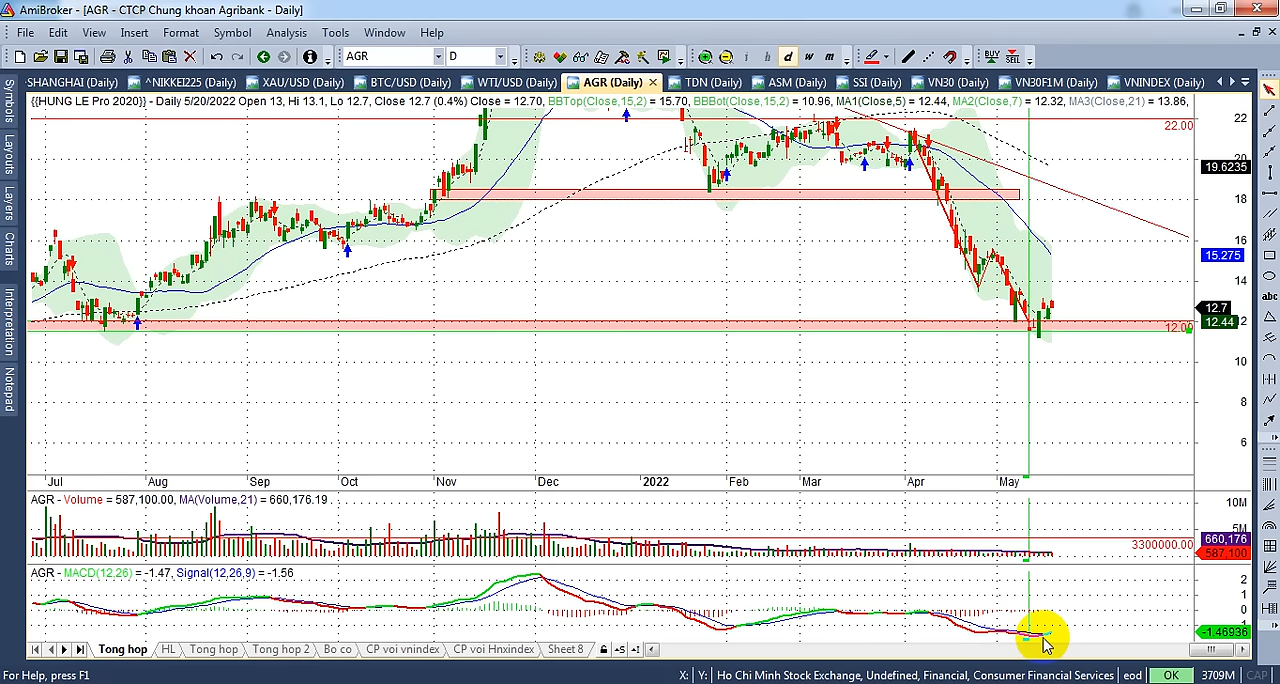 AmiBroker - [AGR - CTCP Chung khoan Agribank - Daily]
File Edit View Insert Format Symbol Analysis Tools Window Help
AGR D i h d w m BUY SELL
SHANGHAI (Daily) ^NIKKEI225 (Daily) XAU/USD (Daily) BTC/USD (Daily) WTI/USD (Daily) AGR (Daily) TDN (Daily) ASM (Daily) SSI (Daily) VN30 (Daily) VN30F1M (Daily) VNINDEX (Daily)
Symbols
Layouts
Layers
Charts
Interpretation
Notepad
abc
{{HUNG LE Pro 2020}} - Daily 5/20/2022 Open 13, Hi 13.1, Lo 12.7, Close 12.7 (0.4%) Close = 12.70, BBTop(Close,15,2) = 15.70, BBBot(Close,15,2) = 10.96, MA1(Close,5) = 12.44, MA2(Close,7) = 12.32, MA3(Close,21) = 13.86,
22.00
22
20
19.6235
18
16
15.275
14
12.7
12.44
12
12.00
10
8
6
Jul Aug Sep Oct Nov Dec 2022 Feb Mar Apr May
AGR - Volume = 587,100.00, MA(Volume,21) = 660,176.19
10M
5M
660,176
3300000.00
587,100
AGR - MACD(12,26) = -1.47, Signal(12,26,9) = -1.56
2
1
0
-1.46936
Tong hop HL Tong hop Tong hop 2 CP voi vnindex CP voi Hnxindex Sheet 8
For Help, press F1 X: Y: Ho Chi Minh Stock Exchange, Undefined, Financial, Consumer Financial Services eod OK 3709M CAP